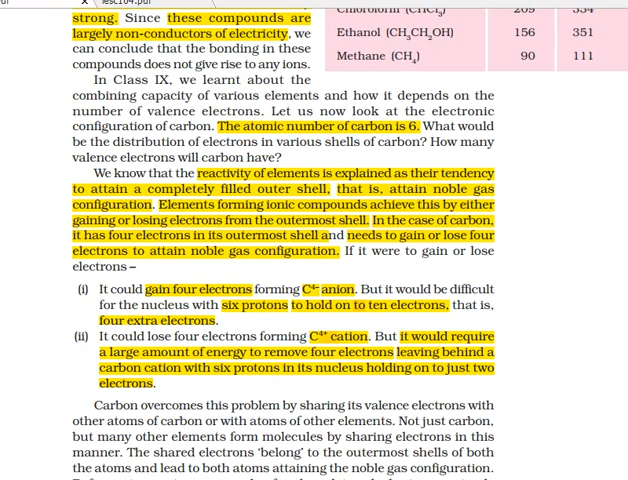 lesc104.pdf
strong. Since these compounds are
largely non-conductors of electricity, we
can conclude that the bonding in these
compounds does not give rise to any ions.
Chloroform (CHCl3) 209 334
Ethanol (CH3CH2OH) 156 351
Methane (CH4) 90 111
In Class IX, we learnt about the
combining capacity of various elements and how it depends on the
number of valence electrons. Let us now look at the electronic
configuration of carbon. The atomic number of carbon is 6. What would
be the distribution of electrons in various shells of carbon? How many
valence electrons will carbon have?
We know that the reactivity of elements is explained as their tendency
to attain a completely filled outer shell, that is, attain noble gas
configuration. Elements forming ionic compounds achieve this by either
gaining or losing electrons from the outermost shell. In the case of carbon,
it has four electrons in its outermost shell and needs to gain or lose four
electrons to attain noble gas configuration. If it were to gain or lose
electrons –
(i) It could gain four electrons forming C4– anion. But it would be difficult
for the nucleus with six protons to hold on to ten electrons, that is,
four extra electrons.
(ii) It could lose four electrons forming C4+ cation. But it would require
a large amount of energy to remove four electrons leaving behind a
carbon cation with six protons in its nucleus holding on to just two
electrons.
Carbon overcomes this problem by sharing its valence electrons with
other atoms of carbon or with atoms of other elements. Not just carbon,
but many other elements form molecules by sharing electrons in this
manner. The shared electrons ‘belong’ to the outermost shells of both
the atoms and lead to both atoms attaining the noble gas configuration.